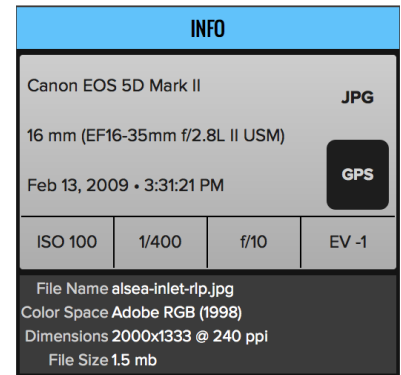 INFO
Canon EOS 5D Mark II
JPG
16 mm (EF16-35mm f/2.8L II USM)
GPS
Feb 13, 2009 • 3:31:21 PM
ISO 100 1/400 f/10 EV -1
File Name alsea-inlet-rlp.jpg
Color Space Adobe RGB (1998)
Dimensions 2000x1333 @ 240 ppi
File Size 1.5 mb